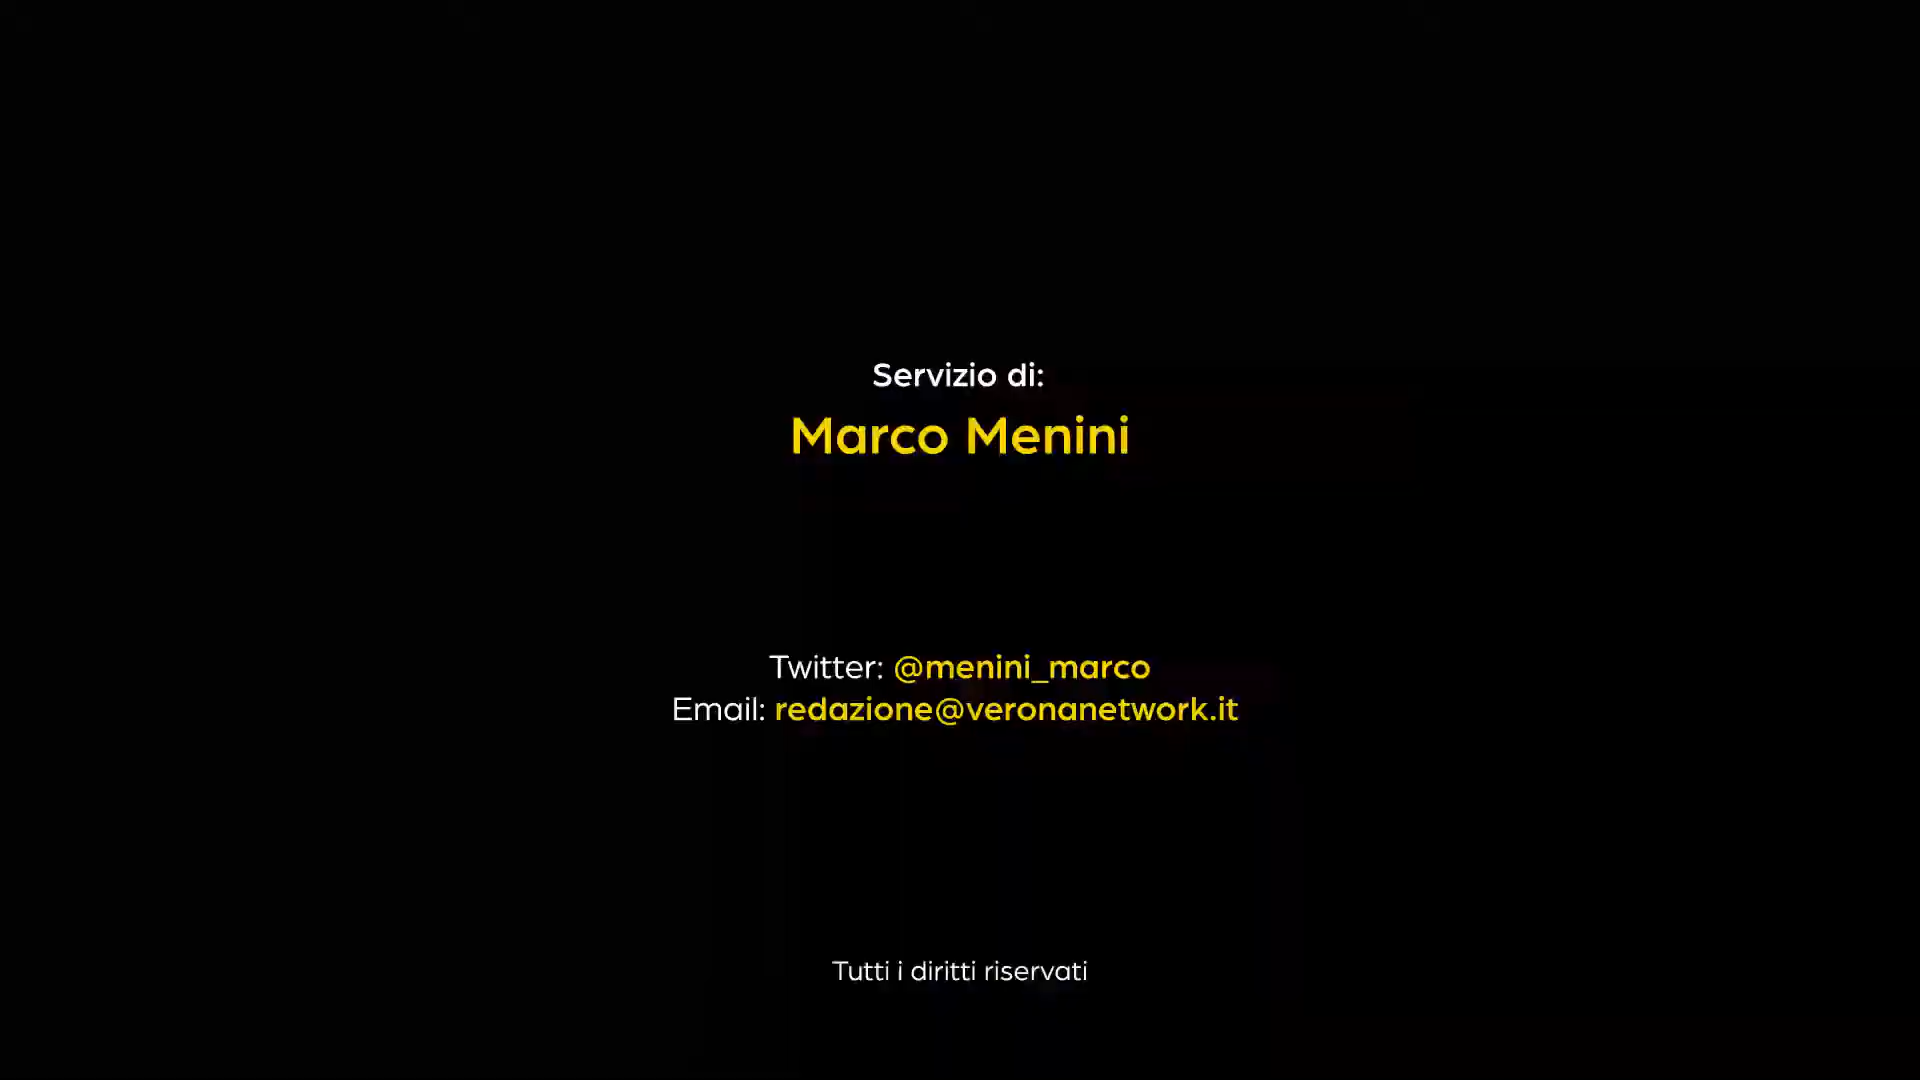 Servizio di:
Marco Menini
Twitter: @menini_marco
Email: redazione@veronanetwork.it
Tutti i diritti riservati